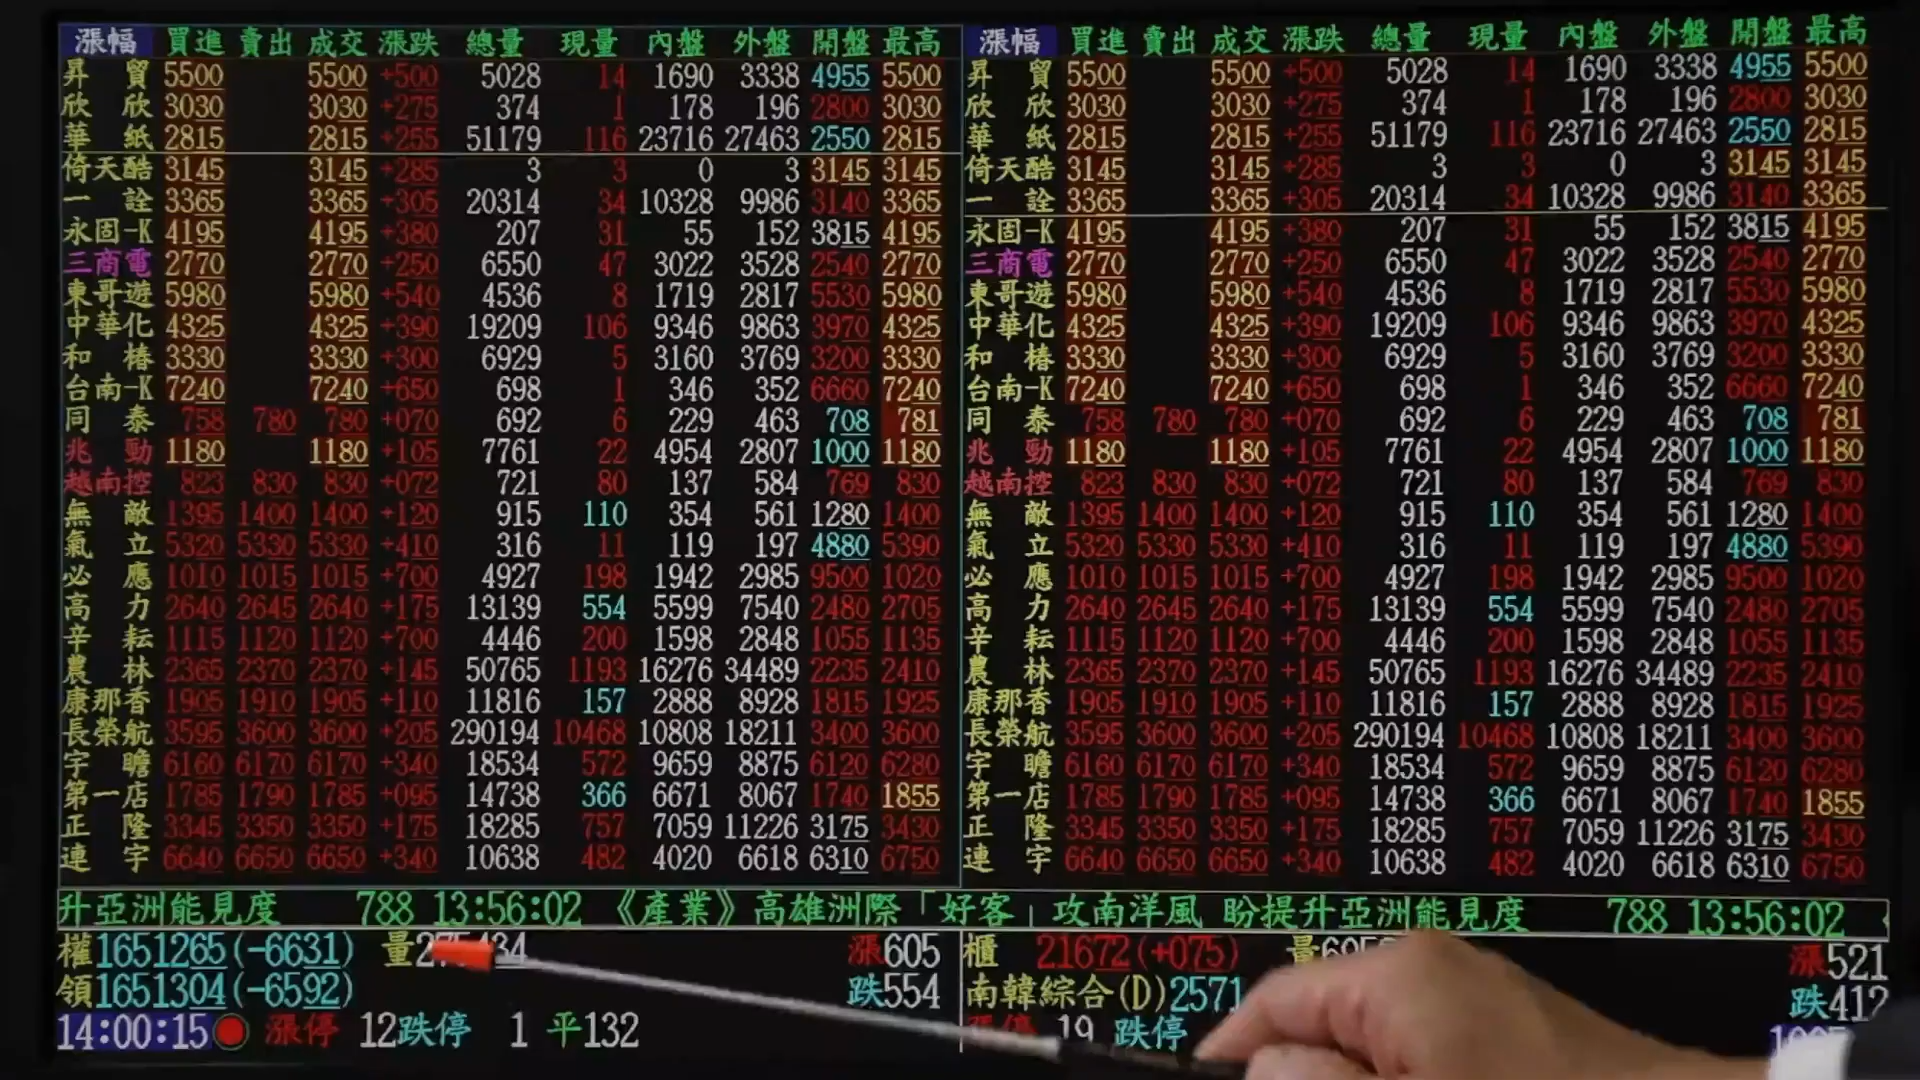 漲幅 買進 賣出 成交 漲跌 總量 現量 內盤 外盤 開盤 最高
昇貿 5500 5500 +500 5028 14 1690 3338 4955 5500
欣欣 3030 3030 +275 374 1 178 196 2800 3030
華紙 2815 2815 +255 51179 116 23716 27463 2550 2815
倚天酷 3145 3145 +285 3 3 0 3 3145 3145
一詮 3365 3365 +305 20314 34 10328 9986 3140 3365
永固-K 4195 4195 +380 207 31 55 152 3815 4195
三商電 2770 2770 +250 6550 47 3022 3528 2540 2770
東哥遊 5980 5980 +540 4536 8 1719 2817 5530 5980
中華化 4325 4325 +390 19209 106 9346 9863 3970 4325
和椿 3330 3330 +300 6929 5 3160 3769 3200 3330
台南-K 7240 7240 +650 698 1 346 352 6660 7240
同泰 758 780 780 +070 692 6 229 463 708 781
兆勁 1180 1180 +105 7761 22 4954 2807 1000 1180
越南控 823 830 830 +072 721 80 137 584 769 830
無敵 1395 1400 1400 +120 915 110 354 561 1280 1400
氣立 5320 5330 5330 +410 316 11 119 197 4880 5390
必應 1010 1015 1015 +700 4927 198 1942 2985 9500 1020
高力 2640 2645 2640 +175 13139 554 5599 7540 2480 2705
辛耘 1115 1120 1120 +700 4446 200 1598 2848 1055 1135
農林 2365 2370 2370 +145 50765 1193 16276 34489 2235 2410
康那香 1905 1910 1905 +110 11816 157 2888 8928 1815 1925
長榮航 3595 3600 3600 +205 290194 10468 10808 18211 3400 3600
宇瞻 6160 6170 6170 +340 18534 572 9659 8875 6120 6280
第一店 1785 1790 1785 +095 14738 366 6671 8067 1740 1855
正隆 3345 3350 3350 +175 18285 757 7059 11226 3175 3430
連宇 6640 6650 6650 +340 10638 482 4020 6618 6310 6750
漲幅 買進 賣出 成交 漲跌 總量 現量 內盤 外盤 開盤 最高
昇貿 5500 5500 +500 5028 14 1690 3338 4955 5500
欣欣 3030 3030 +275 374 1 178 196 2800 3030
華紙 2815 2815 +255 51179 116 23716 27463 2550 2815
倚天酷 3145 3145 +285 3 3 0 3 3145 3145
一詮 3365 3365 +305 20314 34 10328 9986 3140 3365
永固-K 4195 4195 +380 207 31 55 152 3815 4195
三商電 2770 2770 +250 6550 47 3022 3528 2540 2770
東哥遊 5980 5980 +540 4536 8 1719 2817 5530 5980
中華化 4325 4325 +390 19209 106 9346 9863 3970 4325
和椿 3330 3330 +300 6929 5 3160 3769 3200 3330
台南-K 7240 7240 +650 698 1 346 352 6660 7240
同泰 758 780 780 +070 692 6 229 463 708 781
兆勁 1180 1180 +105 7761 22 4954 2807 1000 1180
越南控 823 830 830 +072 721 80 137 584 769 830
無敵 1395 1400 1400 +120 915 110 354 561 1280 1400
氣立 5320 5330 5330 +410 316 11 119 197 4880 5390
必應 1010 1015 1015 +700 4927 198 1942 2985 9500 1020
高力 2640 2645 2640 +175 13139 554 5599 7540 2480 2705
辛耘 1115 1120 1120 +700 4446 200 1598 2848 1055 1135
農林 2365 2370 2370 +145 50765 1193 16276 34489 2235 2410
康那香 1905 1910 1905 +110 11816 157 2888 8928 1815 1925
長榮航 3595 3600 3600 +205 290194 10468 10808 18211 3400 3600
宇瞻 6160 6170 6170 +340 18534 572 9659 8875 6120 6280
第一店 1785 1790 1785 +095 14738 366 6671 8067 1740 1855
正隆 3345 3350 3350 +175 18285 757 7059 11226 3175 3430
連宇 6640 6650 6650 +340 10638 482 4020 6618 6310 6750
升亞洲能見度 788 13:56:02 《產業》高雄洲際「好客」攻南洋風 盼提升亞洲能見度 788 13:56:02
權1651265(-6631) 量 漲605
領1651304(-6592) 跌554
14:00:15 漲停 12跌停 1 平132
櫃 21672(+075) 量 漲521
南韓綜合(D)2571 跌412
漲停 19 跌停